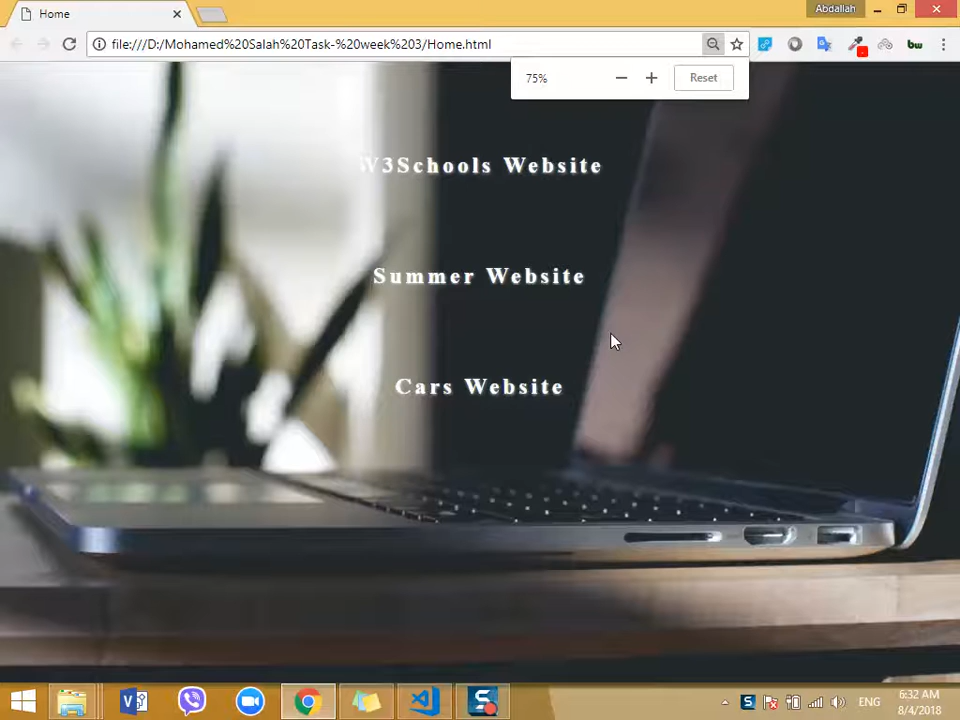 Home
Abdallah
file:///D:/Mohamed%20Salah%20Task-%20week%203/Home.html
bw
75%
Reset
W3Schools Website
Summer Website
Cars Website
ENG
6:32 AM
8/4/2018